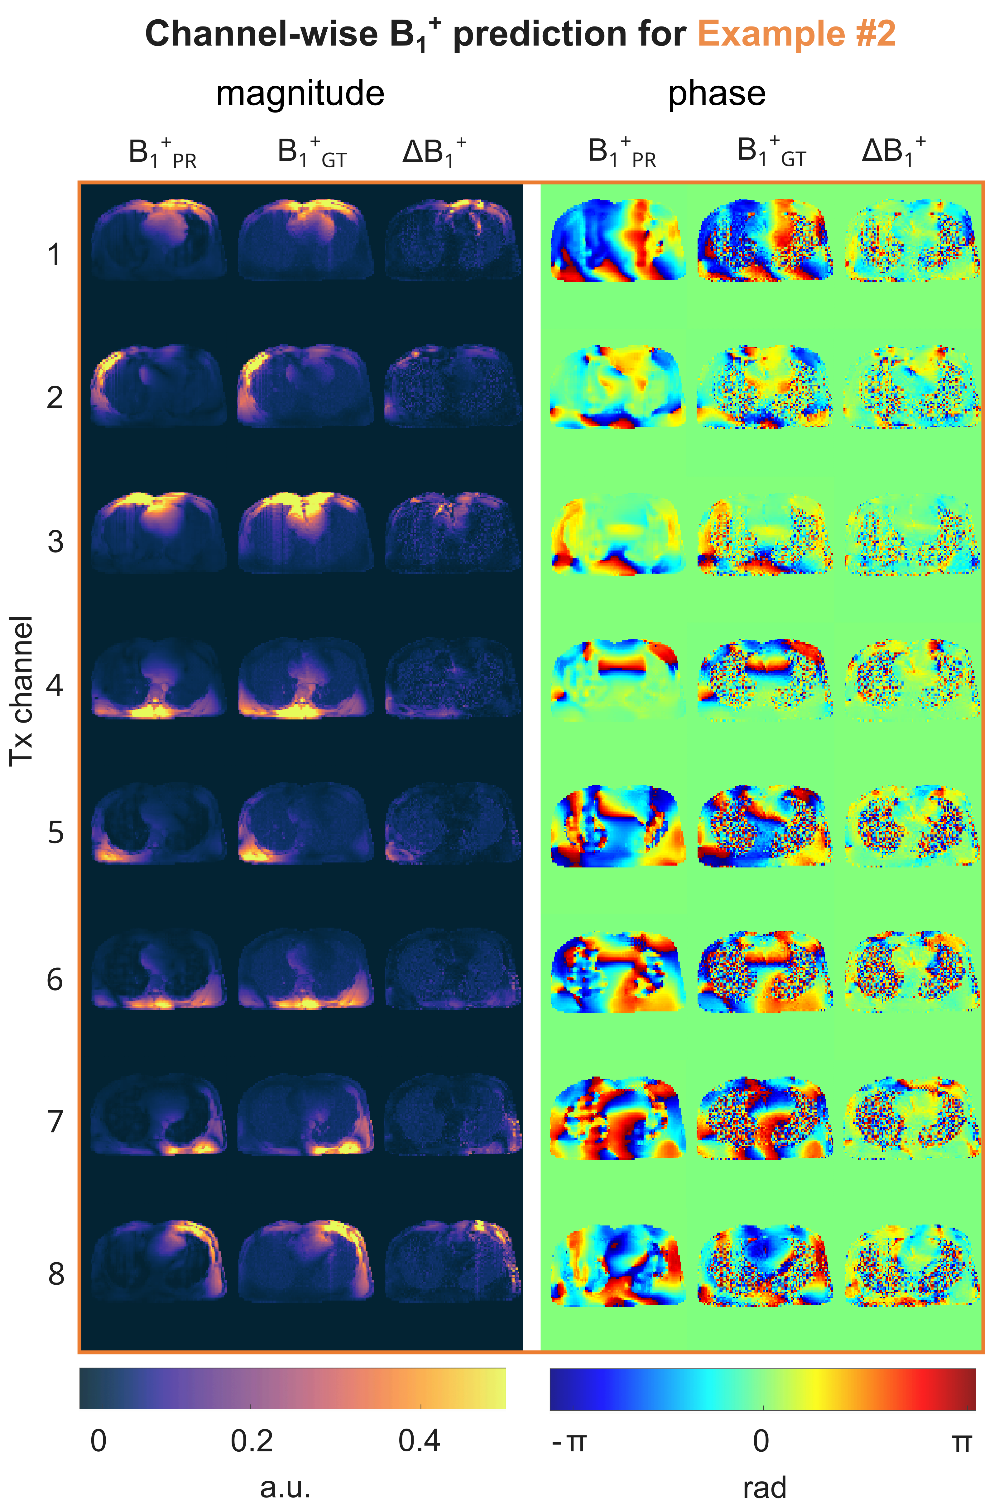 Channel-wise B₁⁺ prediction for Example #2
magnitude phase
B₁⁺PR B₁⁺GT ΔB₁⁺ B₁⁺PR B₁⁺GT ΔB₁⁺
Tx channel
1
2
3
4
5
6
7
8
0 0.2 0.4 -π 0 π
a.u. rad